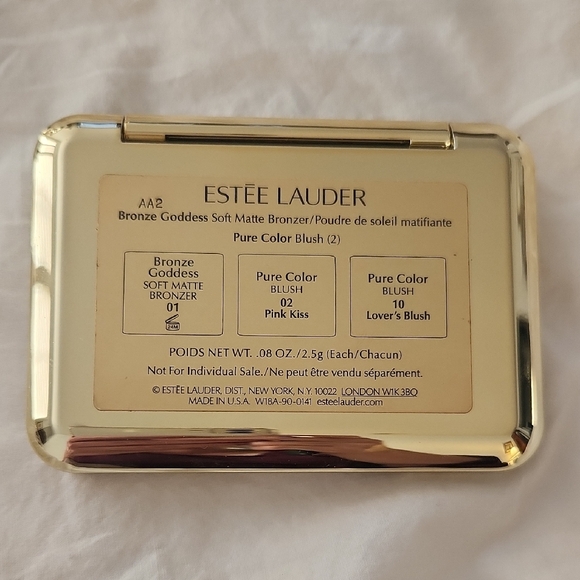 AA2
ESTĒE LAUDER
Bronze Goddess Soft Matte Bronzer/Poudre de soleil matifiante
Pure Color Blush (2)
Bronze
Goddess
SOFT MATTE
BRONZER
01
24M
Pure Color
BLUSH
02
Pink Kiss
Pure Color
BLUSH
10
Lover's Blush
POIDS NET WT. .08 OZ./2.5g (Each/Chacun)
Not For Individual Sale./Ne peut être vendu séparément.
© ESTĒE LAUDER, DIST., NEW YORK, N.Y. 10022 LONDON W1K 3BQ
MADE IN U.S.A. W18A-90-0141 esteelauder.com